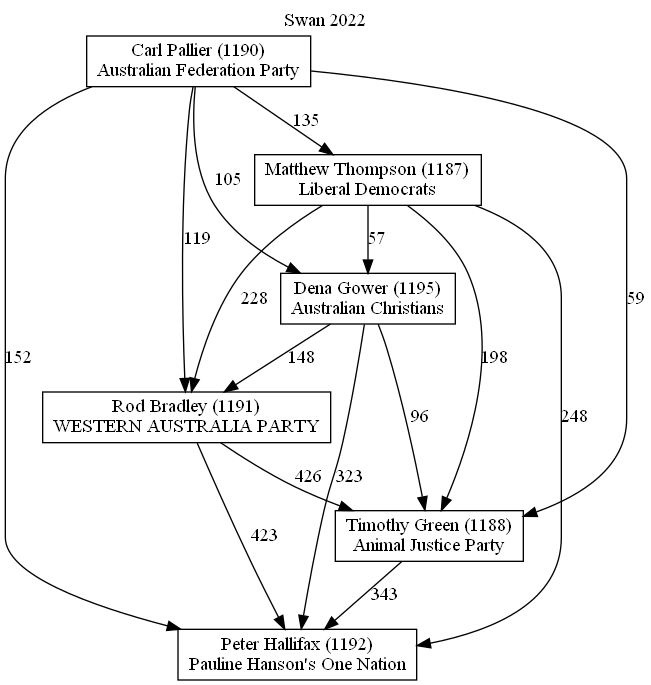 Swan 2022
Carl Pallier (1190)
Australian Federation Party
135
Matthew Thompson (1187)
Liberal Democrats
105
119
57
228
Dena Gower (1195)
Australian Christians
59
152
148
198
Rod Bradley (1191)
WESTERN AUSTRALIA PARTY
96
248
426
323
Timothy Green (1188)
Animal Justice Party
423
343
Peter Hallifax (1192)
Pauline Hanson's One Nation